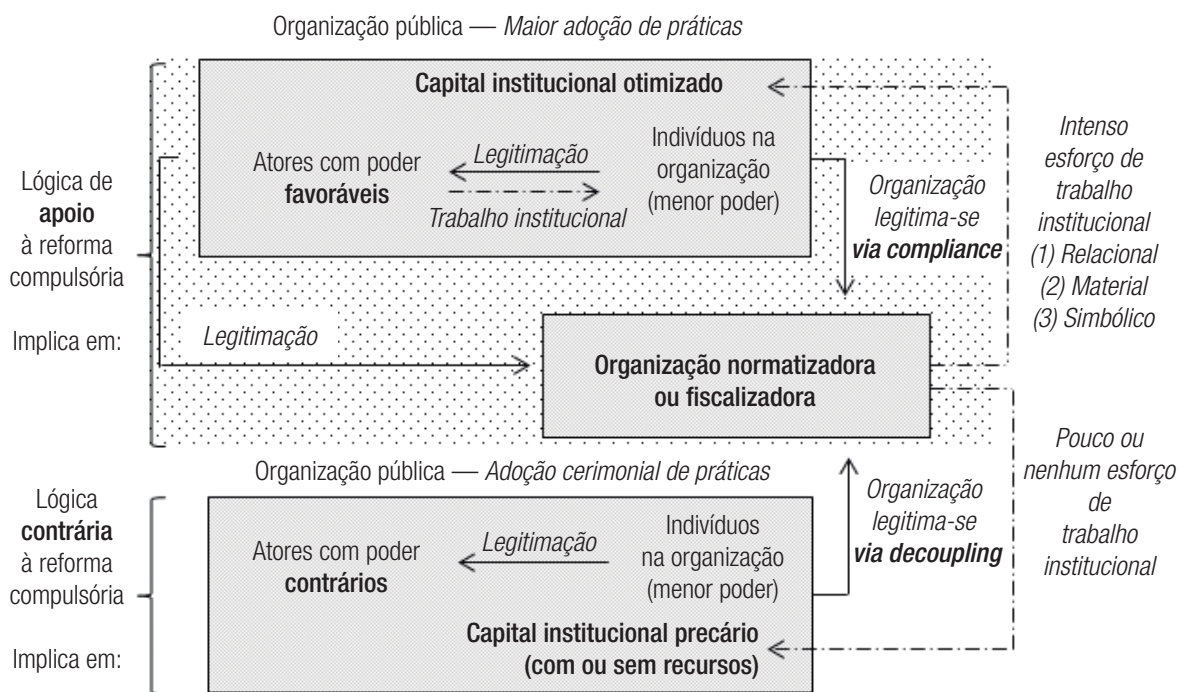 Organização pública — Maior adoção de práticas
Capital institucional otimizado
Atores com poder
favoráveis
Legitimação
Trabalho institucional
Indivíduos na
organização
(menor poder)
Lógica de
apoio
à reforma
compulsória
Implica em:
Legitimação
Organização
legitima-se
via compliance
Intenso
esforço de
trabalho
institucional
(1) Relacional
(2) Material
(3) Simbólico
Organização normatizadora
ou fiscalizadora
Organização pública — Adoção cerimonial de práticas
Lógica
contrária
à reforma
compulsória
Implica em:
Atores com poder
contrários
Legitimação
Indivíduos
na organização
(menor poder)
Capital institucional precário
(com ou sem recursos)
Organização
legitima-se
via decoupling
Pouco ou
nenhum esforço
de
trabalho
institucional